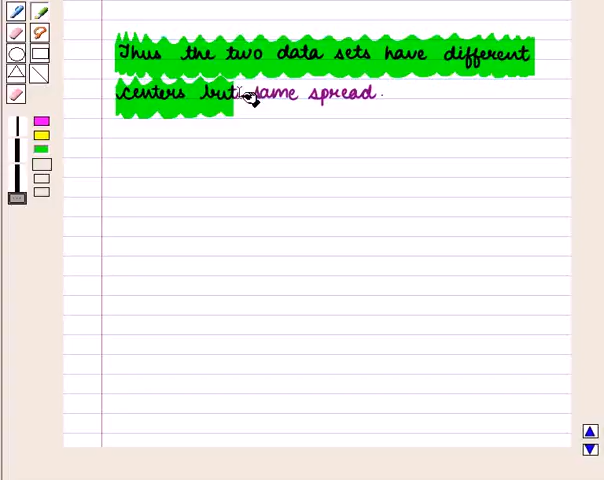 Thus the two data sets have different
centers but same spread.